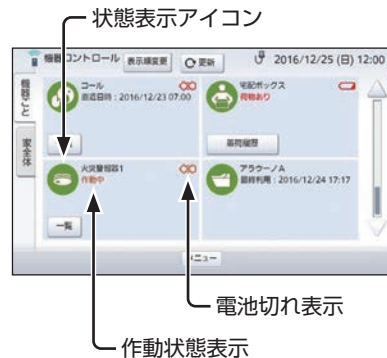 状態表示アイコン
機器コントロール 表示順変更 更新 2016/12/25 (日) 12:00
機器ごと
家全体
コール
直近日時：2016/12/23 07:00
宅配ボックス
荷物あり
着荷履歴
火災警報器1
作動中
一覧
アラウーノA
最終利用：2016/12/24 17:17
メニュー
電池切れ表示
作動状態表示